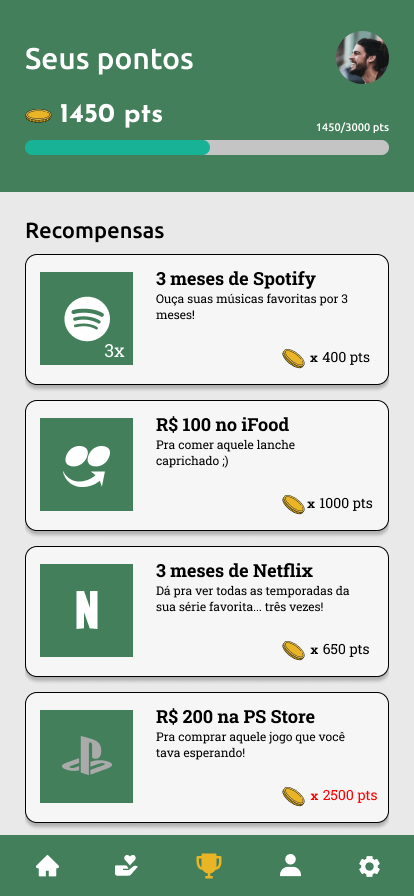 Seus pontos
1450 pts
1450/3000 pts
Recompensas
3 meses de Spotify
Ouça suas músicas favoritas por 3
meses!
3x
x 400 pts
R$ 100 no iFood
Pra comer aquele lanche
caprichado ;)
x 1000 pts
3 meses de Netflix
Dá pra ver todas as temporadas da
sua série favorita... três vezes!
N
x 650 pts
R$ 200 na PS Store
Pra comprar aquele jogo que você
tava esperando!
x 2500 pts